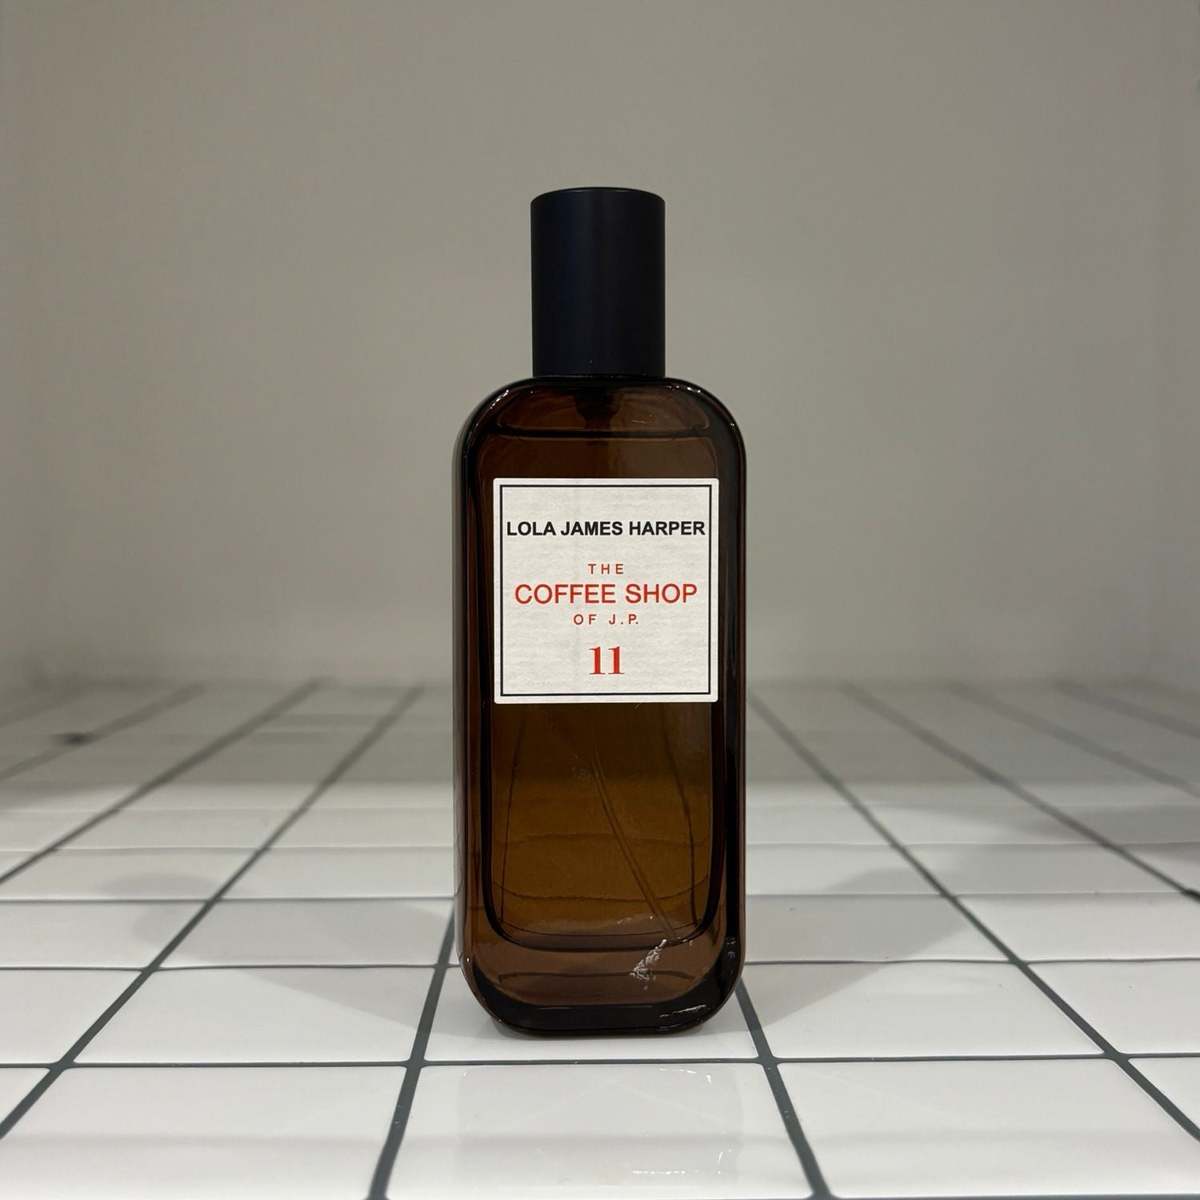 LOLA JAMES HARPER
THE
COFFEE SHOP
OF J.P.
11